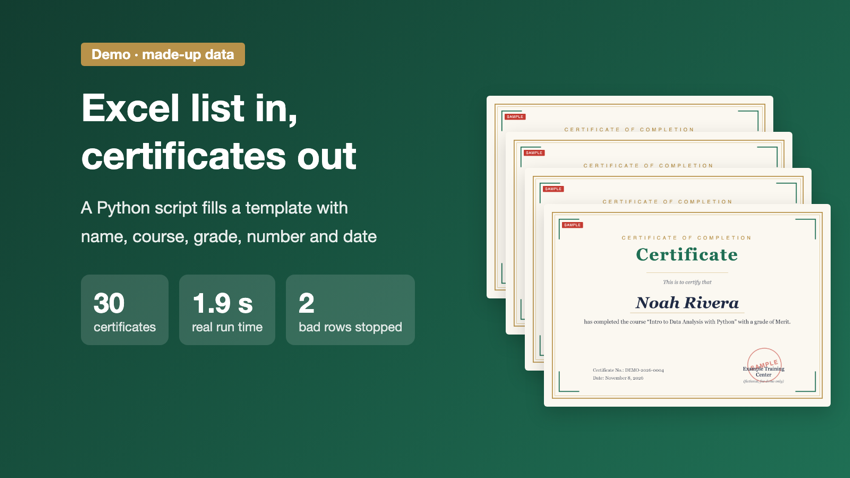 Demo · made-up data
Excel list in,
certificates out
A Python script fills a template with
name, course, grade, number and date
30
certificates
1.9 s
real run time
2
bad rows stopped
SAMPLE
CERTIFICATE OF COMPLETION
SAMPLE
CERTIFICATE OF COMPLETION
SAMPLE
CERTIFICATE OF COMPLETION
SAMPLE
CERTIFICATE OF COMPLETION
Certificate
This is to certify that
Noah Rivera
has completed the course "Intro to Data Analysis with Python" with a grade of Merit.
Certificate No.: DEMO-2026-0004
Date: November 8, 2026
SAMPLE
Example Training
Center